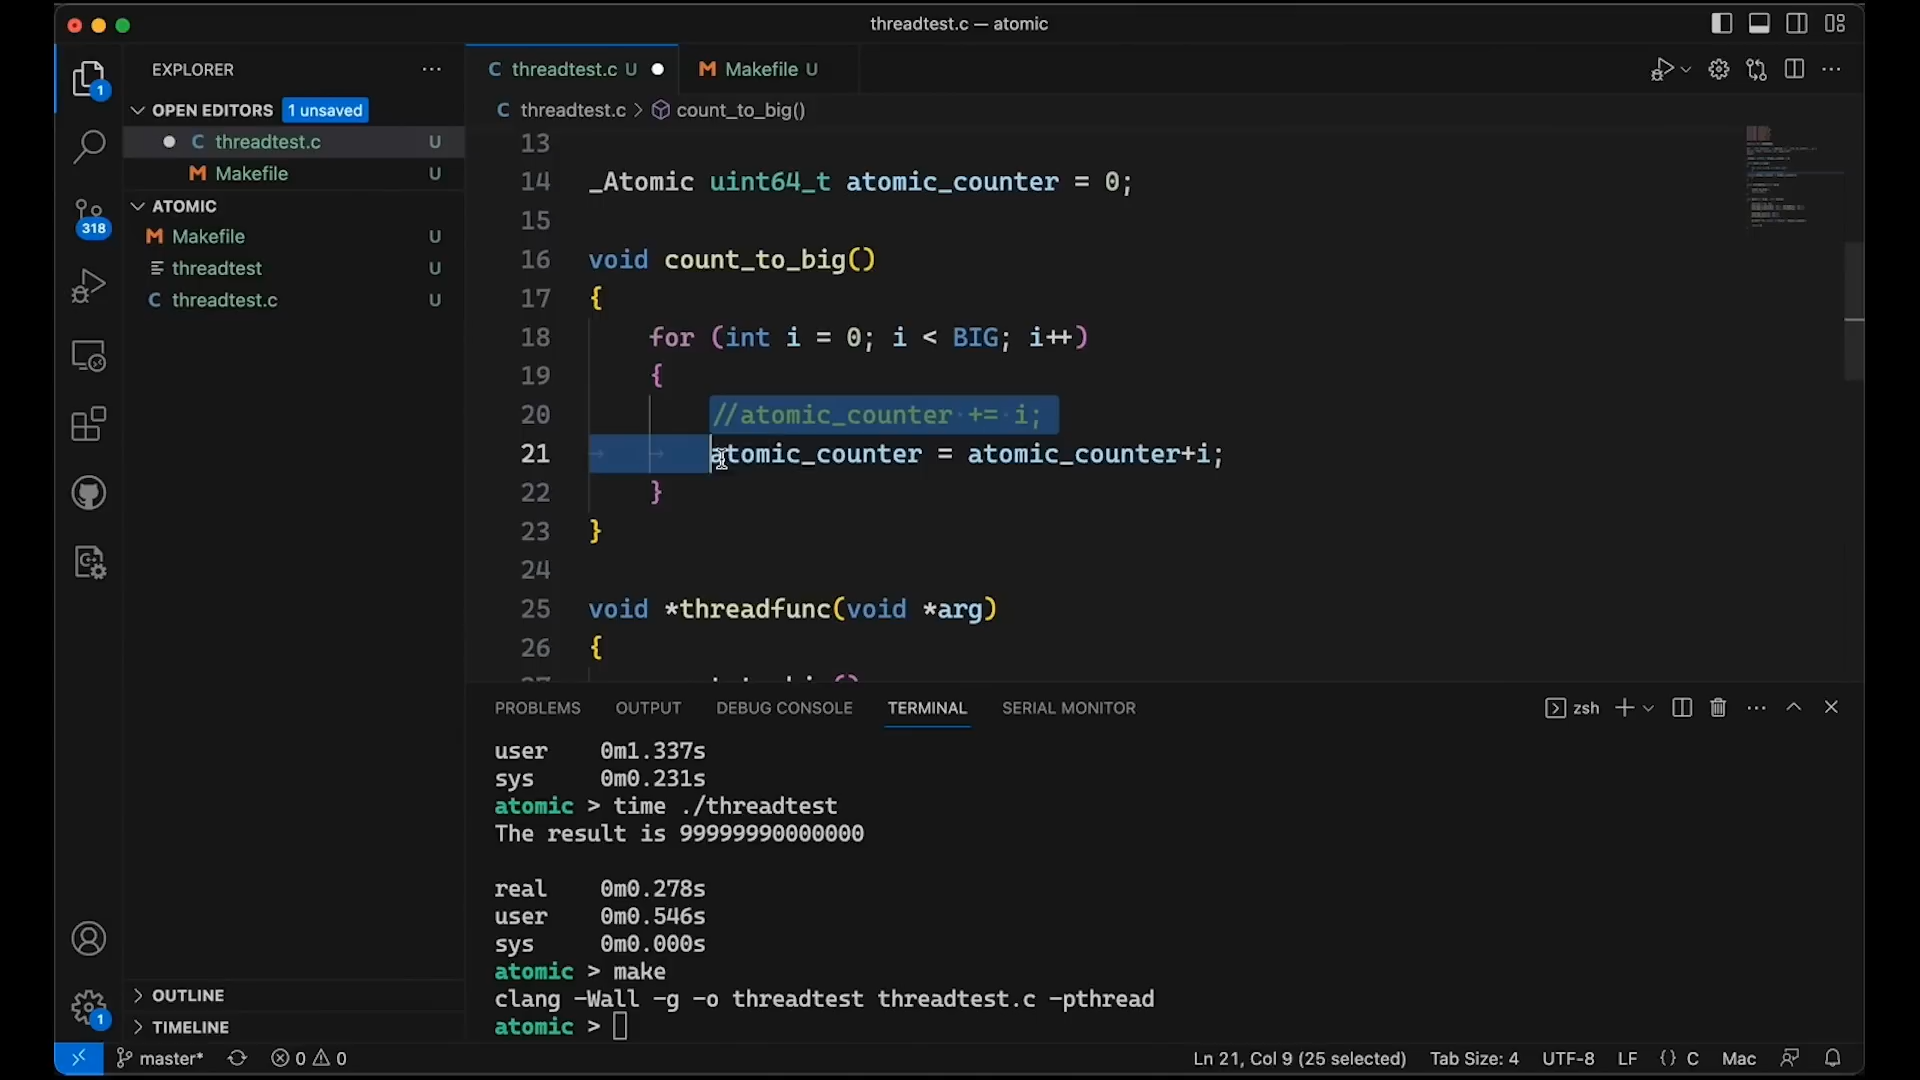 threadtest.c — atomic
EXPLORER
OPEN EDITORS 1 unsaved
C threadtest.c U
M Makefile U
ATOMIC
M Makefile U
threadtest U
C threadtest.c U
OUTLINE
TIMELINE
1
318
1
C threadtest.c U
M Makefile U
C threadtest.c > count_to_big()
13
14 _Atomic uint64_t atomic_counter = 0;
15
16 void count_to_big()
17 {
18 for (int i = 0; i < BIG; i++)
19 {
20 //atomic_counter += i;
21 atomic_counter = atomic_counter+i;
22 }
23 }
24
25 void *threadfunc(void *arg)
26 {
PROBLEMS OUTPUT DEBUG CONSOLE TERMINAL SERIAL MONITOR
zsh
user 0m1.337s
sys 0m0.231s
atomic > time ./threadtest
The result is 99999990000000
real 0m0.278s
user 0m0.546s
sys 0m0.000s
atomic > make
clang -Wall -g -o threadtest threadtest.c -pthread
atomic >
master* 0 0 Ln 21, Col 9 (25 selected) Tab Size: 4 UTF-8 LF {} C Mac